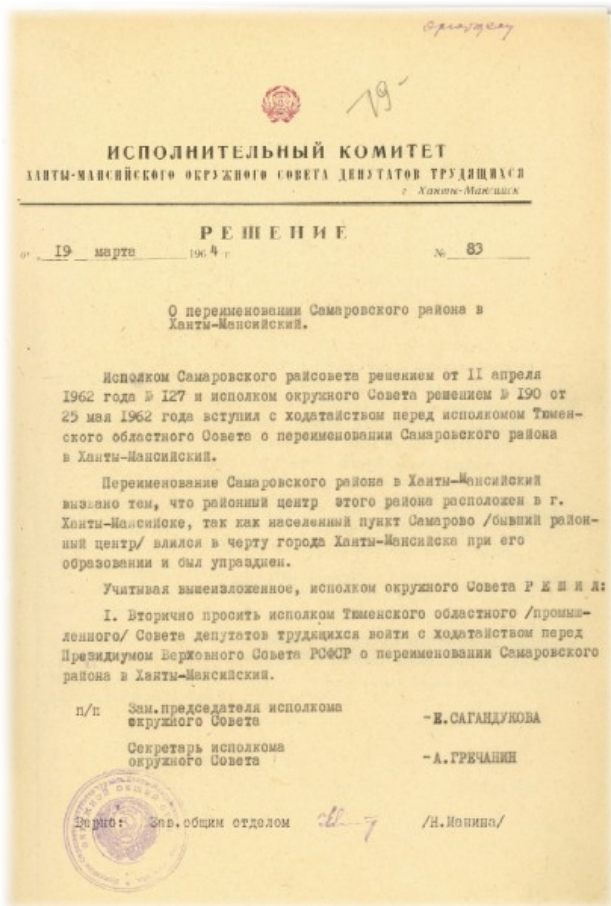 19
ИСПОЛНИТЕЛЬНЫЙ КОМИТЕТ
ХАНТЫ-МАНСИЙСКОГО ОКРУЖНОГО СОВЕТА ДЕПУТАТОВ ТРУДЯЩИХСЯ
г. Ханты-Мансийск
РЕШЕНИЕ
от 19 марта 1964 г. № 83
О переименовании Самаровского района в
Ханты-Мансийский.
Исполком Самаровского райсовета решением от II апреля
1962 года № 127 и исполком окружного Совета решением № 190 от
25 мая 1962 года вступил с ходатайством перед исполкомом Тюмен-
ского областного Совета о переименовании Самаровского района
в Ханты-Мансийский.
Переименование Самаровского района в Ханты-Мансийский
вызвано тем, что районный центр этого района расположен в г.
Ханты-Мансийске, так как населенный пункт Самарово /бывший район-
ный центр/ влился в черту города Ханты-Мансийска при его
образовании и был упразднен.
Учитывая вышеизложенное, исполком окружного Совета Р Е Ш И Л:
I. Вторично просить исполком Тюменского областного /промыш-
ленного/ Совета депутатов трудящихся войти с ходатайством перед
Президиумом Верховного Совета РСФСР о переименовании Самаровского
района в Ханты-Мансийский.
п/п Зам.председателя исполкома
окружного Совета -Е.САГАНДУКОВА
Секретарь исполкома
окружного Совета -А.ГРЕЧАНИН
Верно: Зав.общим отделом /Н.Манина/